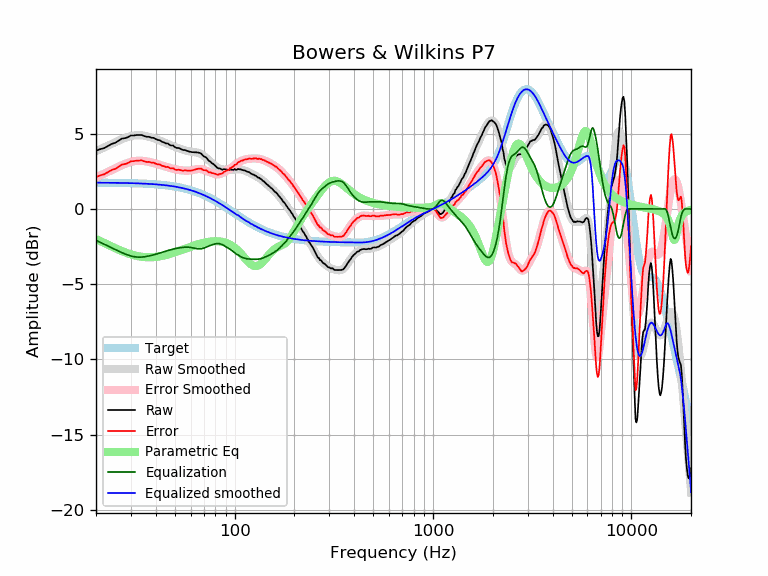 Bowers & Wilkins P7
Amplitude (dBr)
5
0
−5
−10
−15
−20
Target
Raw Smoothed
Error Smoothed
Raw
Error
Parametric Eq
Equalization
Equalized smoothed
100
1000
10000
Frequency (Hz)